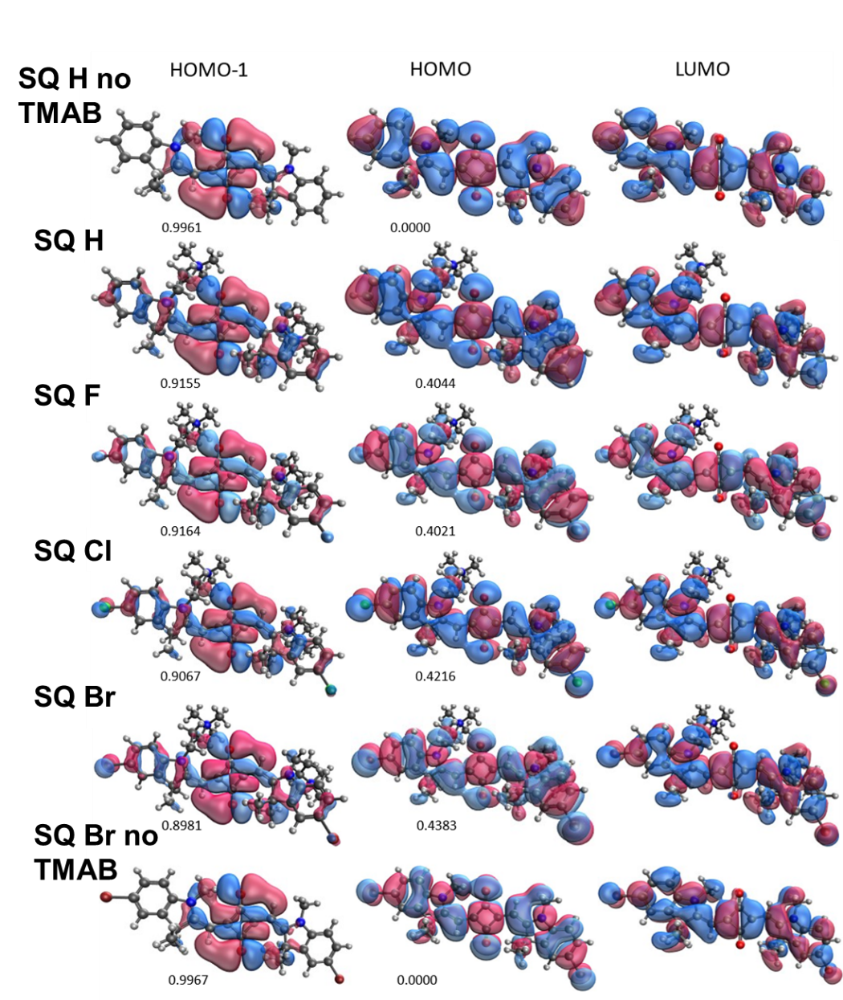 HOMO-1 HOMO LUMO
SQ H no
TMAB
0.9961 0.0000
SQ H
0.9155 0.4044
SQ F
0.9164 0.4021
SQ Cl
0.9067 0.4216
SQ Br
0.8981 0.4383
SQ Br no
TMAB
0.9967 0.0000